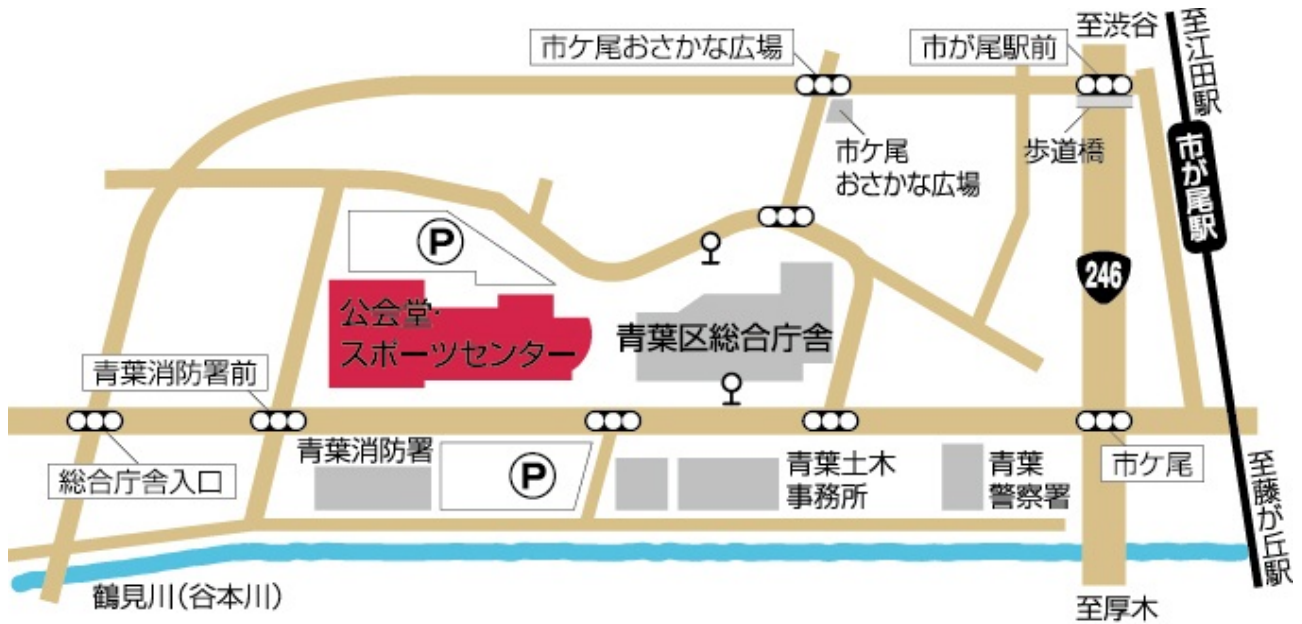 市ケ尾おさかな広場
市が尾駅前
至渋谷
至江田駅
市ケ尾
おさかな広場
歩道橋
市が尾駅
P
246
公会堂・
スポーツセンター
青葉区総合庁舎
青葉消防署前
青葉消防署
P
青葉土木
事務所
青葉
警察署
市ケ尾
総合庁舎入口
至藤が丘駅
鶴見川(谷本川)
至厚木